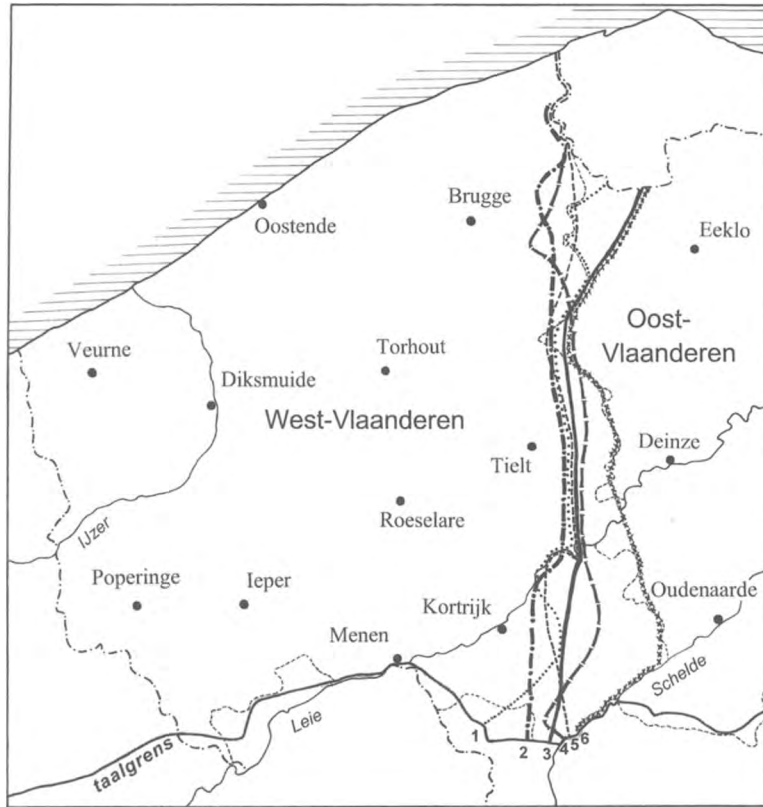 Brugge
Oostende
Eeklo
Oost-
Vlaanderen
Veurne
Torhout
Diksmuide
West-Vlaanderen
Deinze
Tielt
Roeselare
IJzer
Poperinge
Ieper
Oudenaarde
Kortrijk
Menen
Schelde
Leie
taalgrens
1
2
3
4
5
6